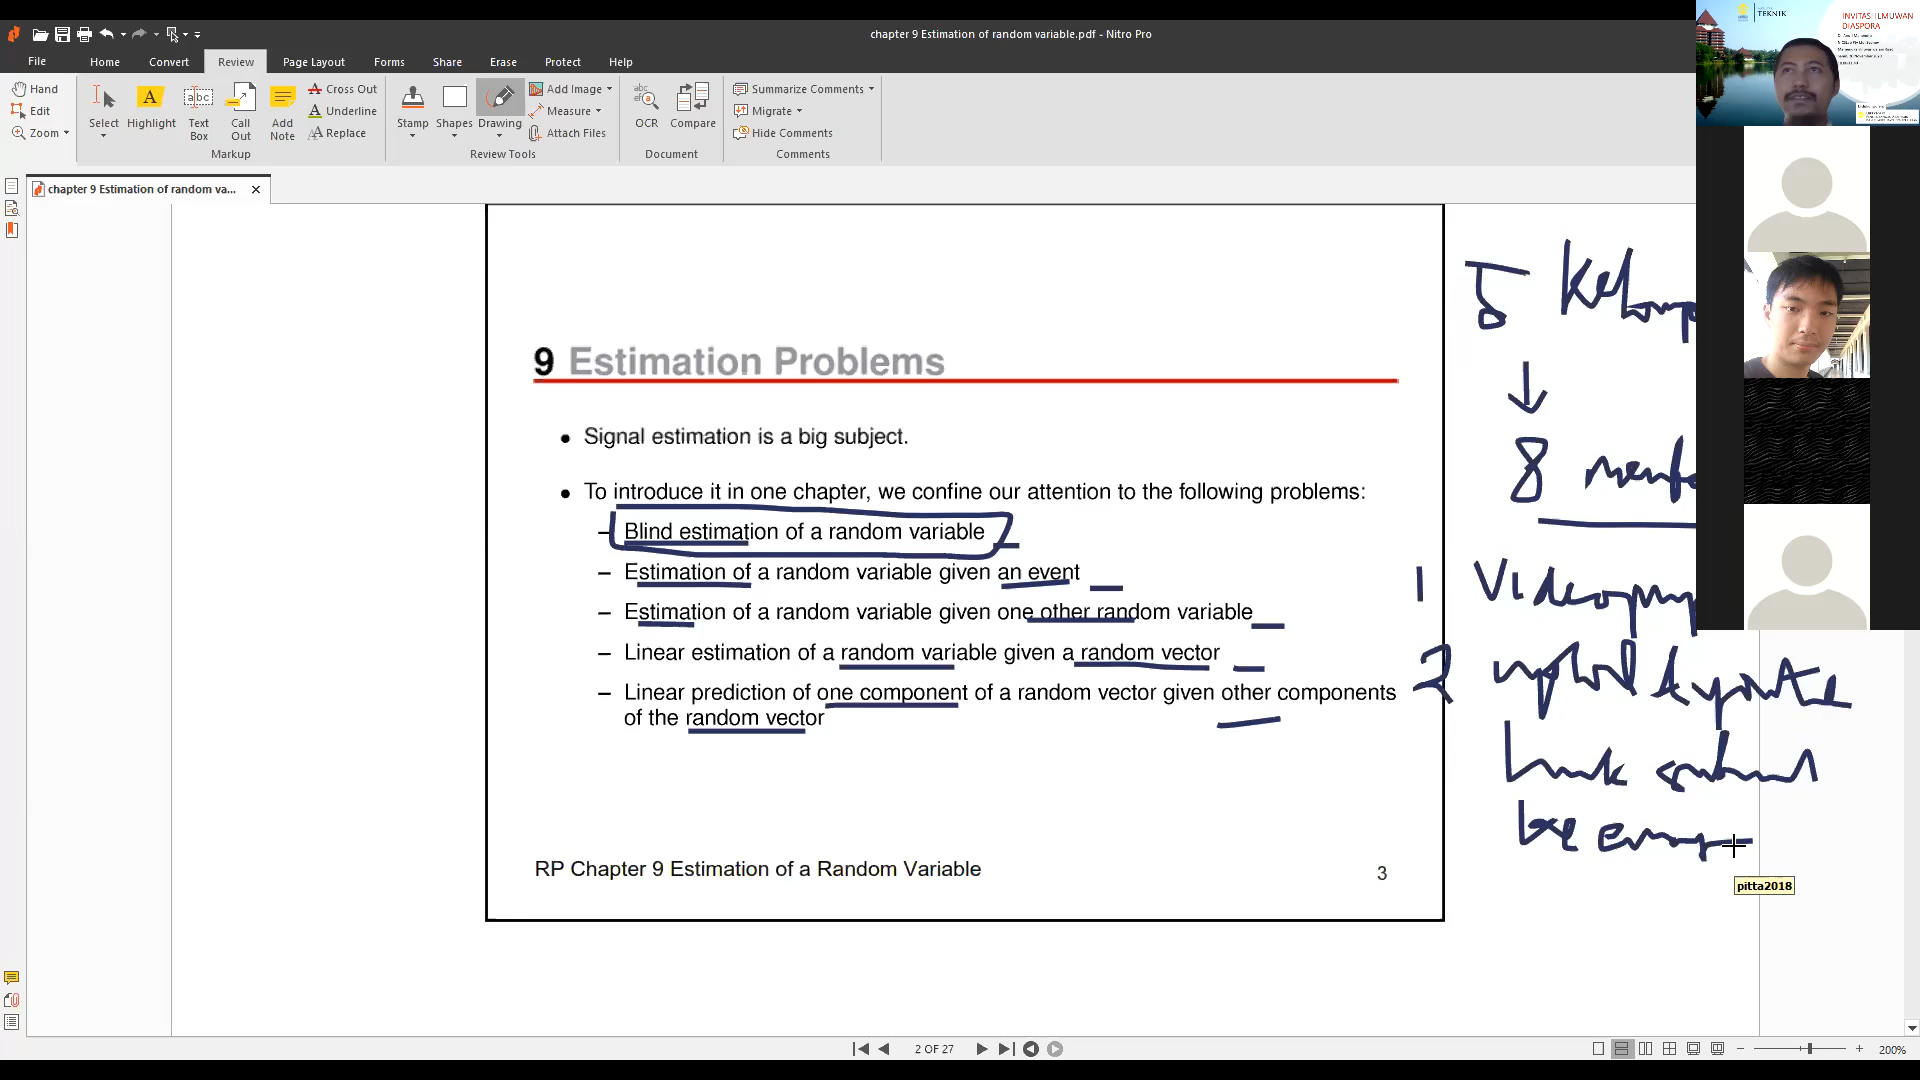 chapter 9 Estimation of random variable.pdf - Nitro Pro
File Home Convert Review Page Layout Forms Share Erase Protect Help
Hand
Edit
Zoom
Select
Highlight
Text Box
Call Out
Add Note
Cross Out
Underline
Replace
Markup
Stamp
Shapes
Drawing
Add Image
Measure
Attach Files
Review Tools
OCR
Compare
Document
Summarize Comments
Migrate
Hide Comments
Comments
chapter 9 Estimation of random va...
TEKNIK
INVITASI ILMUWAN
DIASPORA
9 Estimation Problems
• Signal estimation is a big subject.
• To introduce it in one chapter, we confine our attention to the following problems:
– Blind estimation of a random variable
– Estimation of a random variable given an event
– Estimation of a random variable given one other random variable
– Linear estimation of a random variable given a random vector
– Linear prediction of one component of a random vector given other components
of the random vector
RP Chapter 9 Estimation of a Random Variable
3
5
8
1
2
pitta2018
2 OF 27
200%